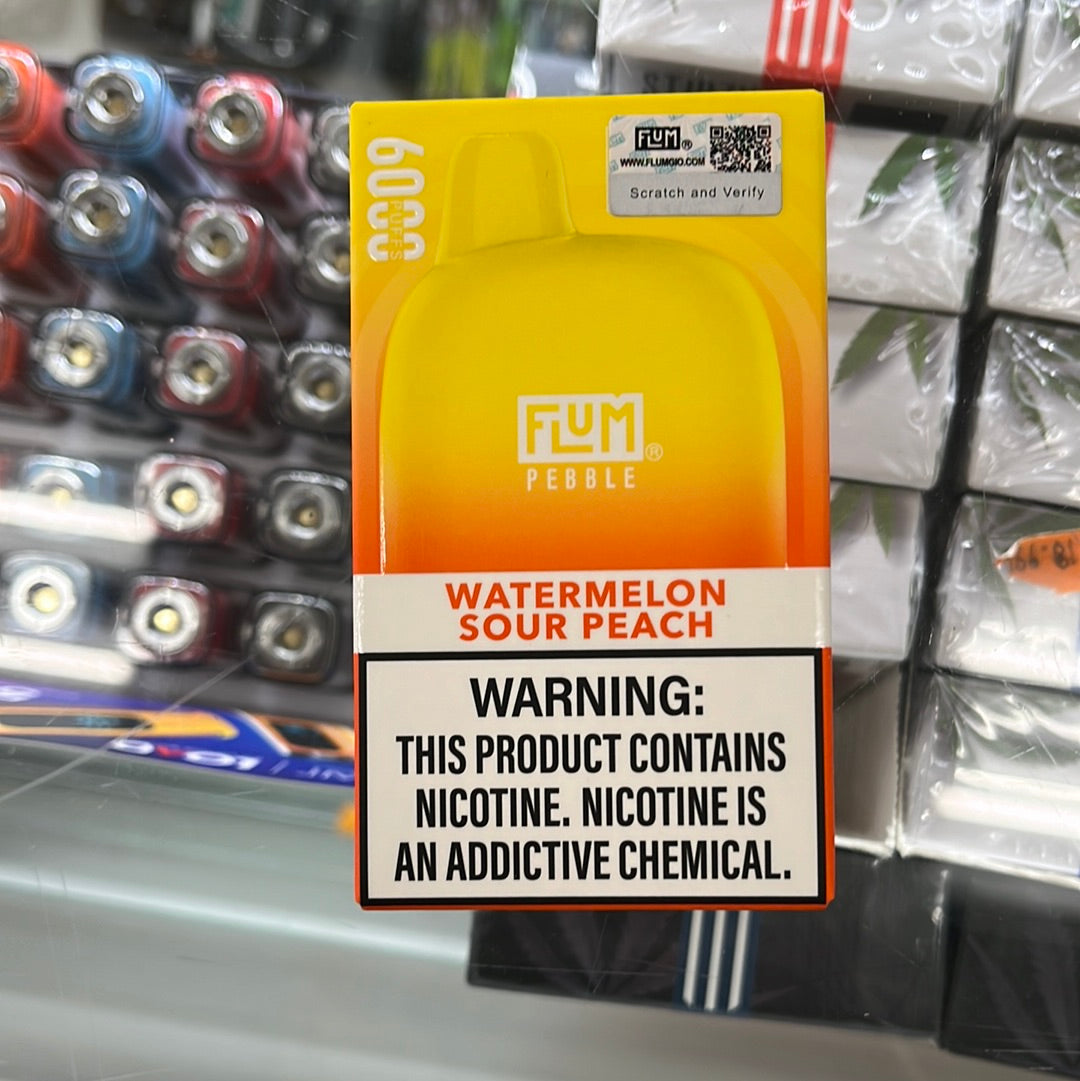 6000
PUFFS
FLUM®
WWW.FLUMGIO.COM
Scratch and Verify
FLUM®
PEBBLE
WATERMELON
SOUR PEACH
WARNING:
THIS PRODUCT CONTAINS
NICOTINE. NICOTINE IS
AN ADDICTIVE CHEMICAL.